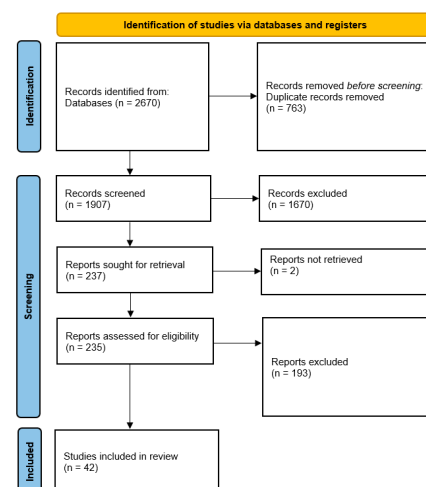 Identification of studies via databases and registers
Identification
Records identified from:
Databases (n = 2670)
Records removed before screening:
Duplicate records removed
(n = 763)
Screening
Records screened
(n = 1907)
Records excluded
(n = 1670)
Reports sought for retrieval
(n = 237)
Reports not retrieved
(n = 2)
Reports assessed for eligibility
(n = 235)
Reports excluded
(n = 193)
Included
Studies included in review
(n = 42)